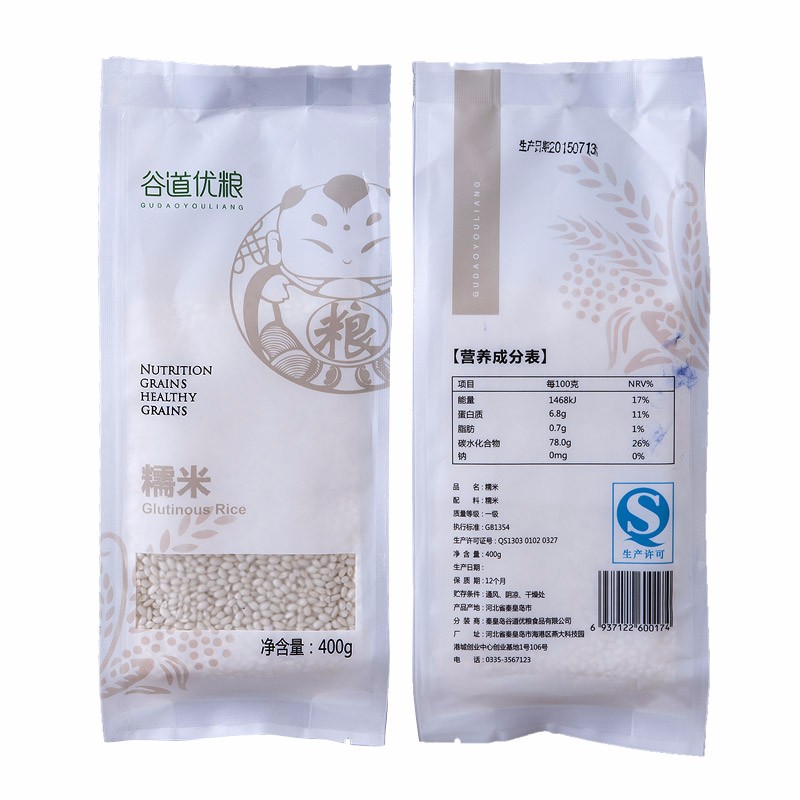 谷道优粮
GUDAOYOULIANG
粮
NUTRITION
GRAINS
HEALTHY
GRAINS
糯米
Glutinous Rice
净含量：400g
生产日期20150713
GUDAOYOULIANG
【营养成分表】
项目 每100克 NRV%
能量 1468kJ 17%
蛋白质 6.8g 11%
脂肪 0.7g 1%
碳水化合物 78.0g 26%
钠 0mg 0%
品 名：糯米
配 料：糯米
质量等级：一级
执行标准：GB1354
生产许可证号：QS1303 0102 0327
净 含 量：400g
生产日期：
保 质 期：12个月
贮存条件：通风、阴凉、干燥处
产品产地：河北省秦皇岛市
分 装 商：秦皇岛谷道优粮食品有限公司
厂 址：河北省秦皇岛市海港区燕大科技园
港城创业中心创业基地1号106号
电 话：0335-3567123
QS
生产许可
6 937122 600174